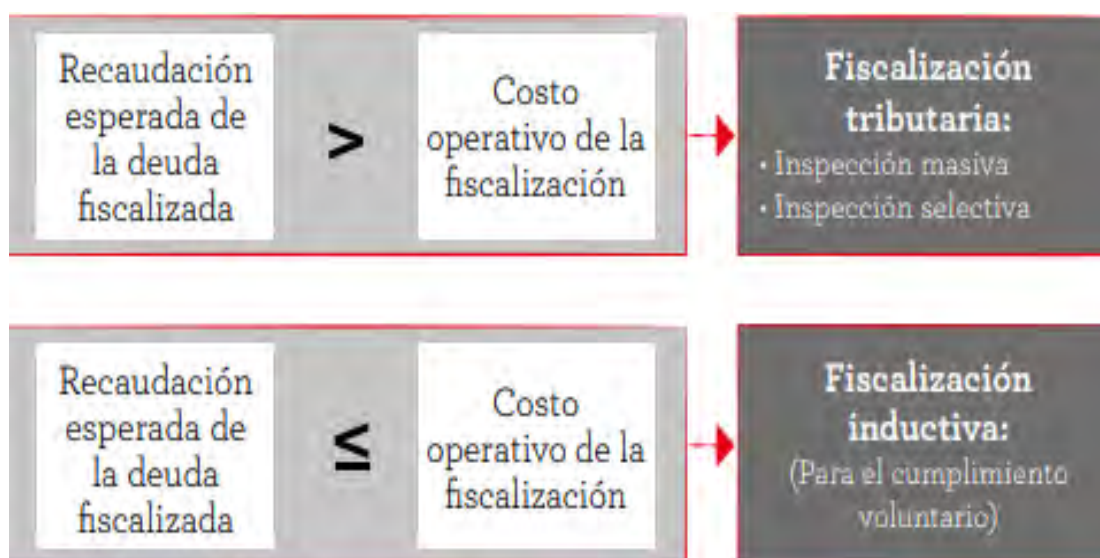 Recaudación
esperada de
la deuda
fiscalizada
>
Costo
operativo de la
fiscalización
Fiscalización
tributaria:
• Inspección masiva
• Inspección selectiva
Recaudación
esperada de
la deuda
fiscalizada
≤
Costo
operativo de la
fiscalización
Fiscalización
inductiva:
(Para el cumplimiento
voluntario)